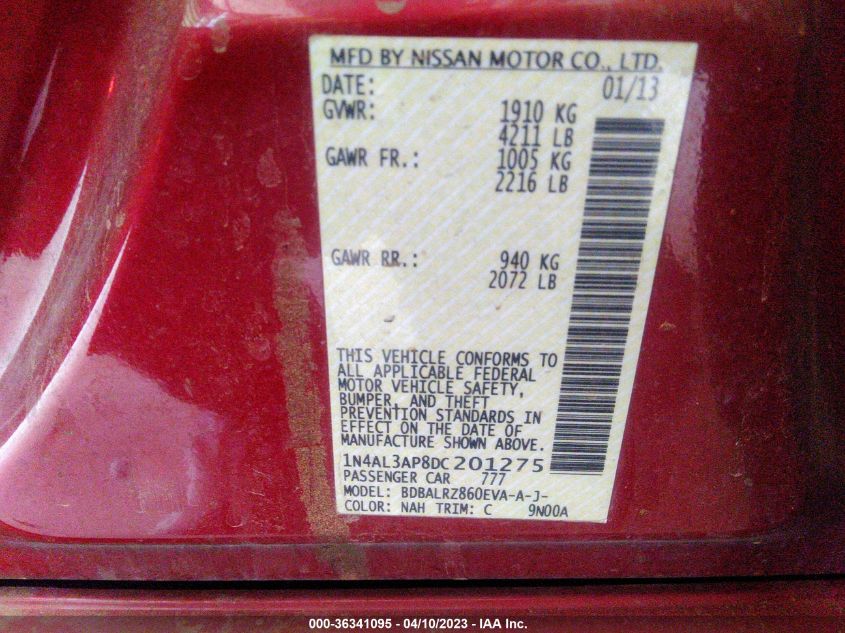 MFD BY NISSAN MOTOR CO., LTD.
DATE: 01/13
GVWR: 1910 KG
4211 LB
GAWR FR.: 1005 KG
2216 LB
GAWR RR.: 940 KG
2072 LB
THIS VEHICLE CONFORMS TO
ALL APPLICABLE FEDERAL
MOTOR VEHICLE SAFETY,
BUMPER, AND THEFT
PREVENTION STANDARDS IN
EFFECT ON THE DATE OF
MANUFACTURE SHOWN ABOVE.
1N4AL3AP8DC201275
PASSENGER CAR 777
MODEL: BDBALRZ860EVA-A-J-
COLOR: NAH TRIM: C 9N00A
000-36341095 - 04/10/2023 - IAA Inc.